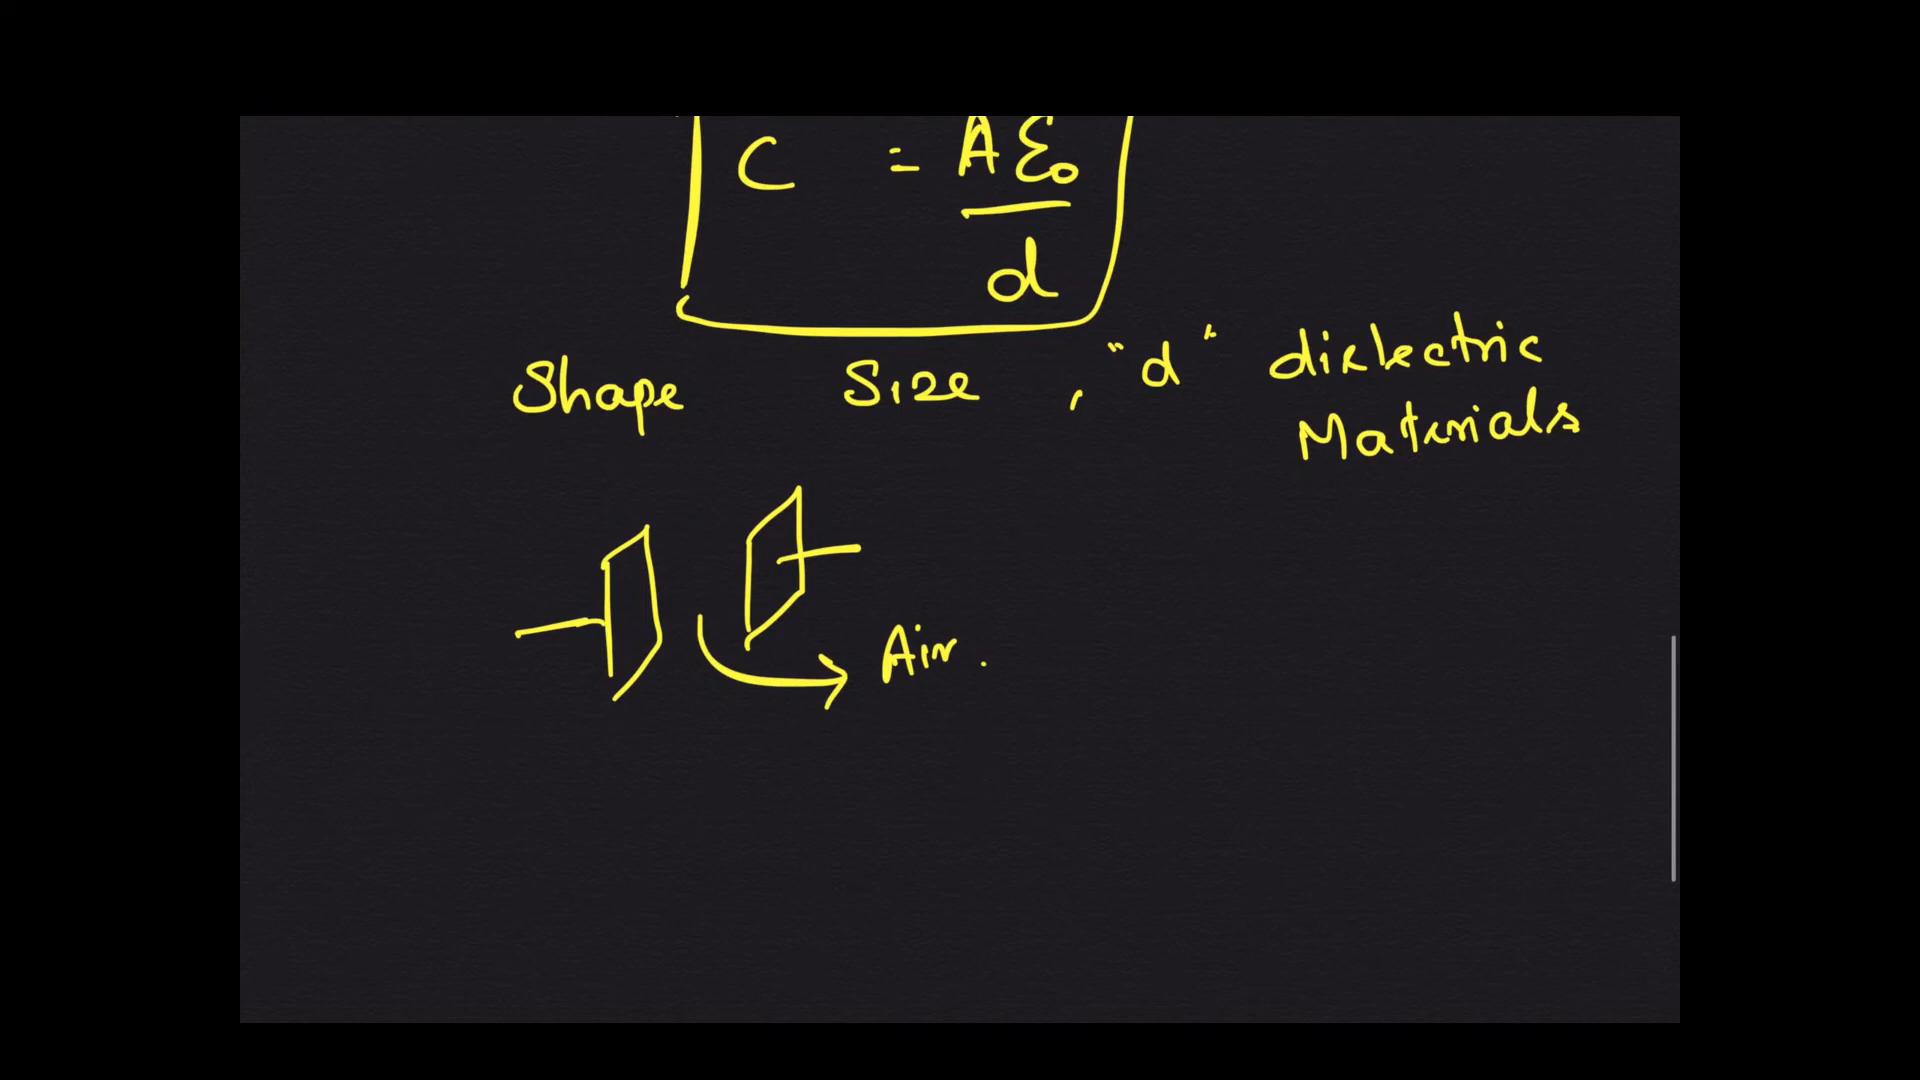 C = Aε₀
d
Shape Size , "d" dielectric
Materials
Air.